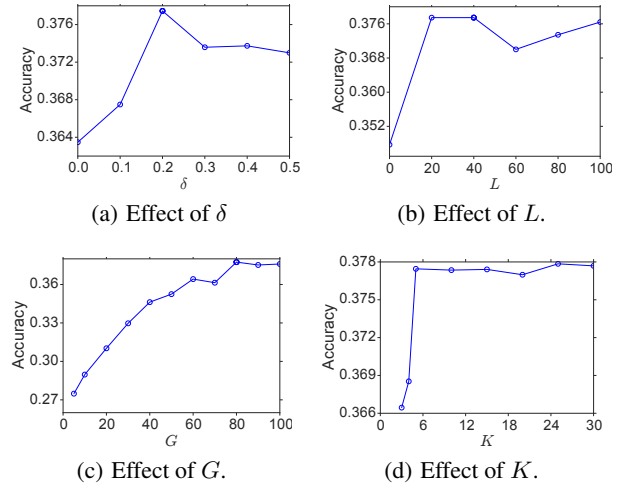 0.376
0.372
0.368
0.364
Accuracy
0.0 0.1 0.2 0.3 0.4 0.5
δ
(a) Effect of δ
0.376
0.368
0.360
0.352
Accuracy
0 20 40 60 80 100
L
(b) Effect of L.
0.36
0.33
0.30
0.27
Accuracy
0 20 40 60 80 100
G
(c) Effect of G.
0.378
0.375
0.372
0.369
0.366
Accuracy
0 6 12 18 24 30
K
(d) Effect of K.